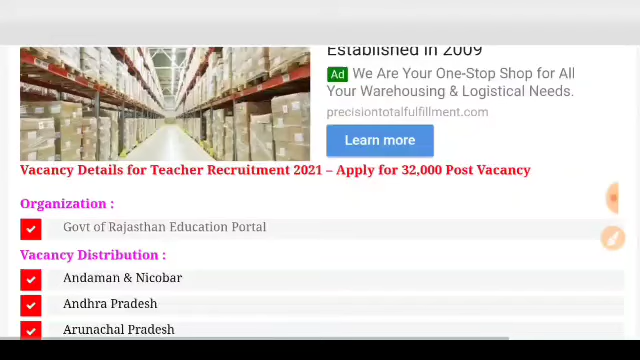 Established in 2009
Ad We Are Your One-Stop Shop for All
Your Warehousing & Logistical Needs.
precisiontotalfulfillment.com
Learn more
Vacancy Details for Teacher Recruitment 2021 – Apply for 32,000 Post Vacancy
Organization :
Govt of Rajasthan Education Portal
Vacancy Distribution :
Andaman & Nicobar
Andhra Pradesh
Arunachal Pradesh